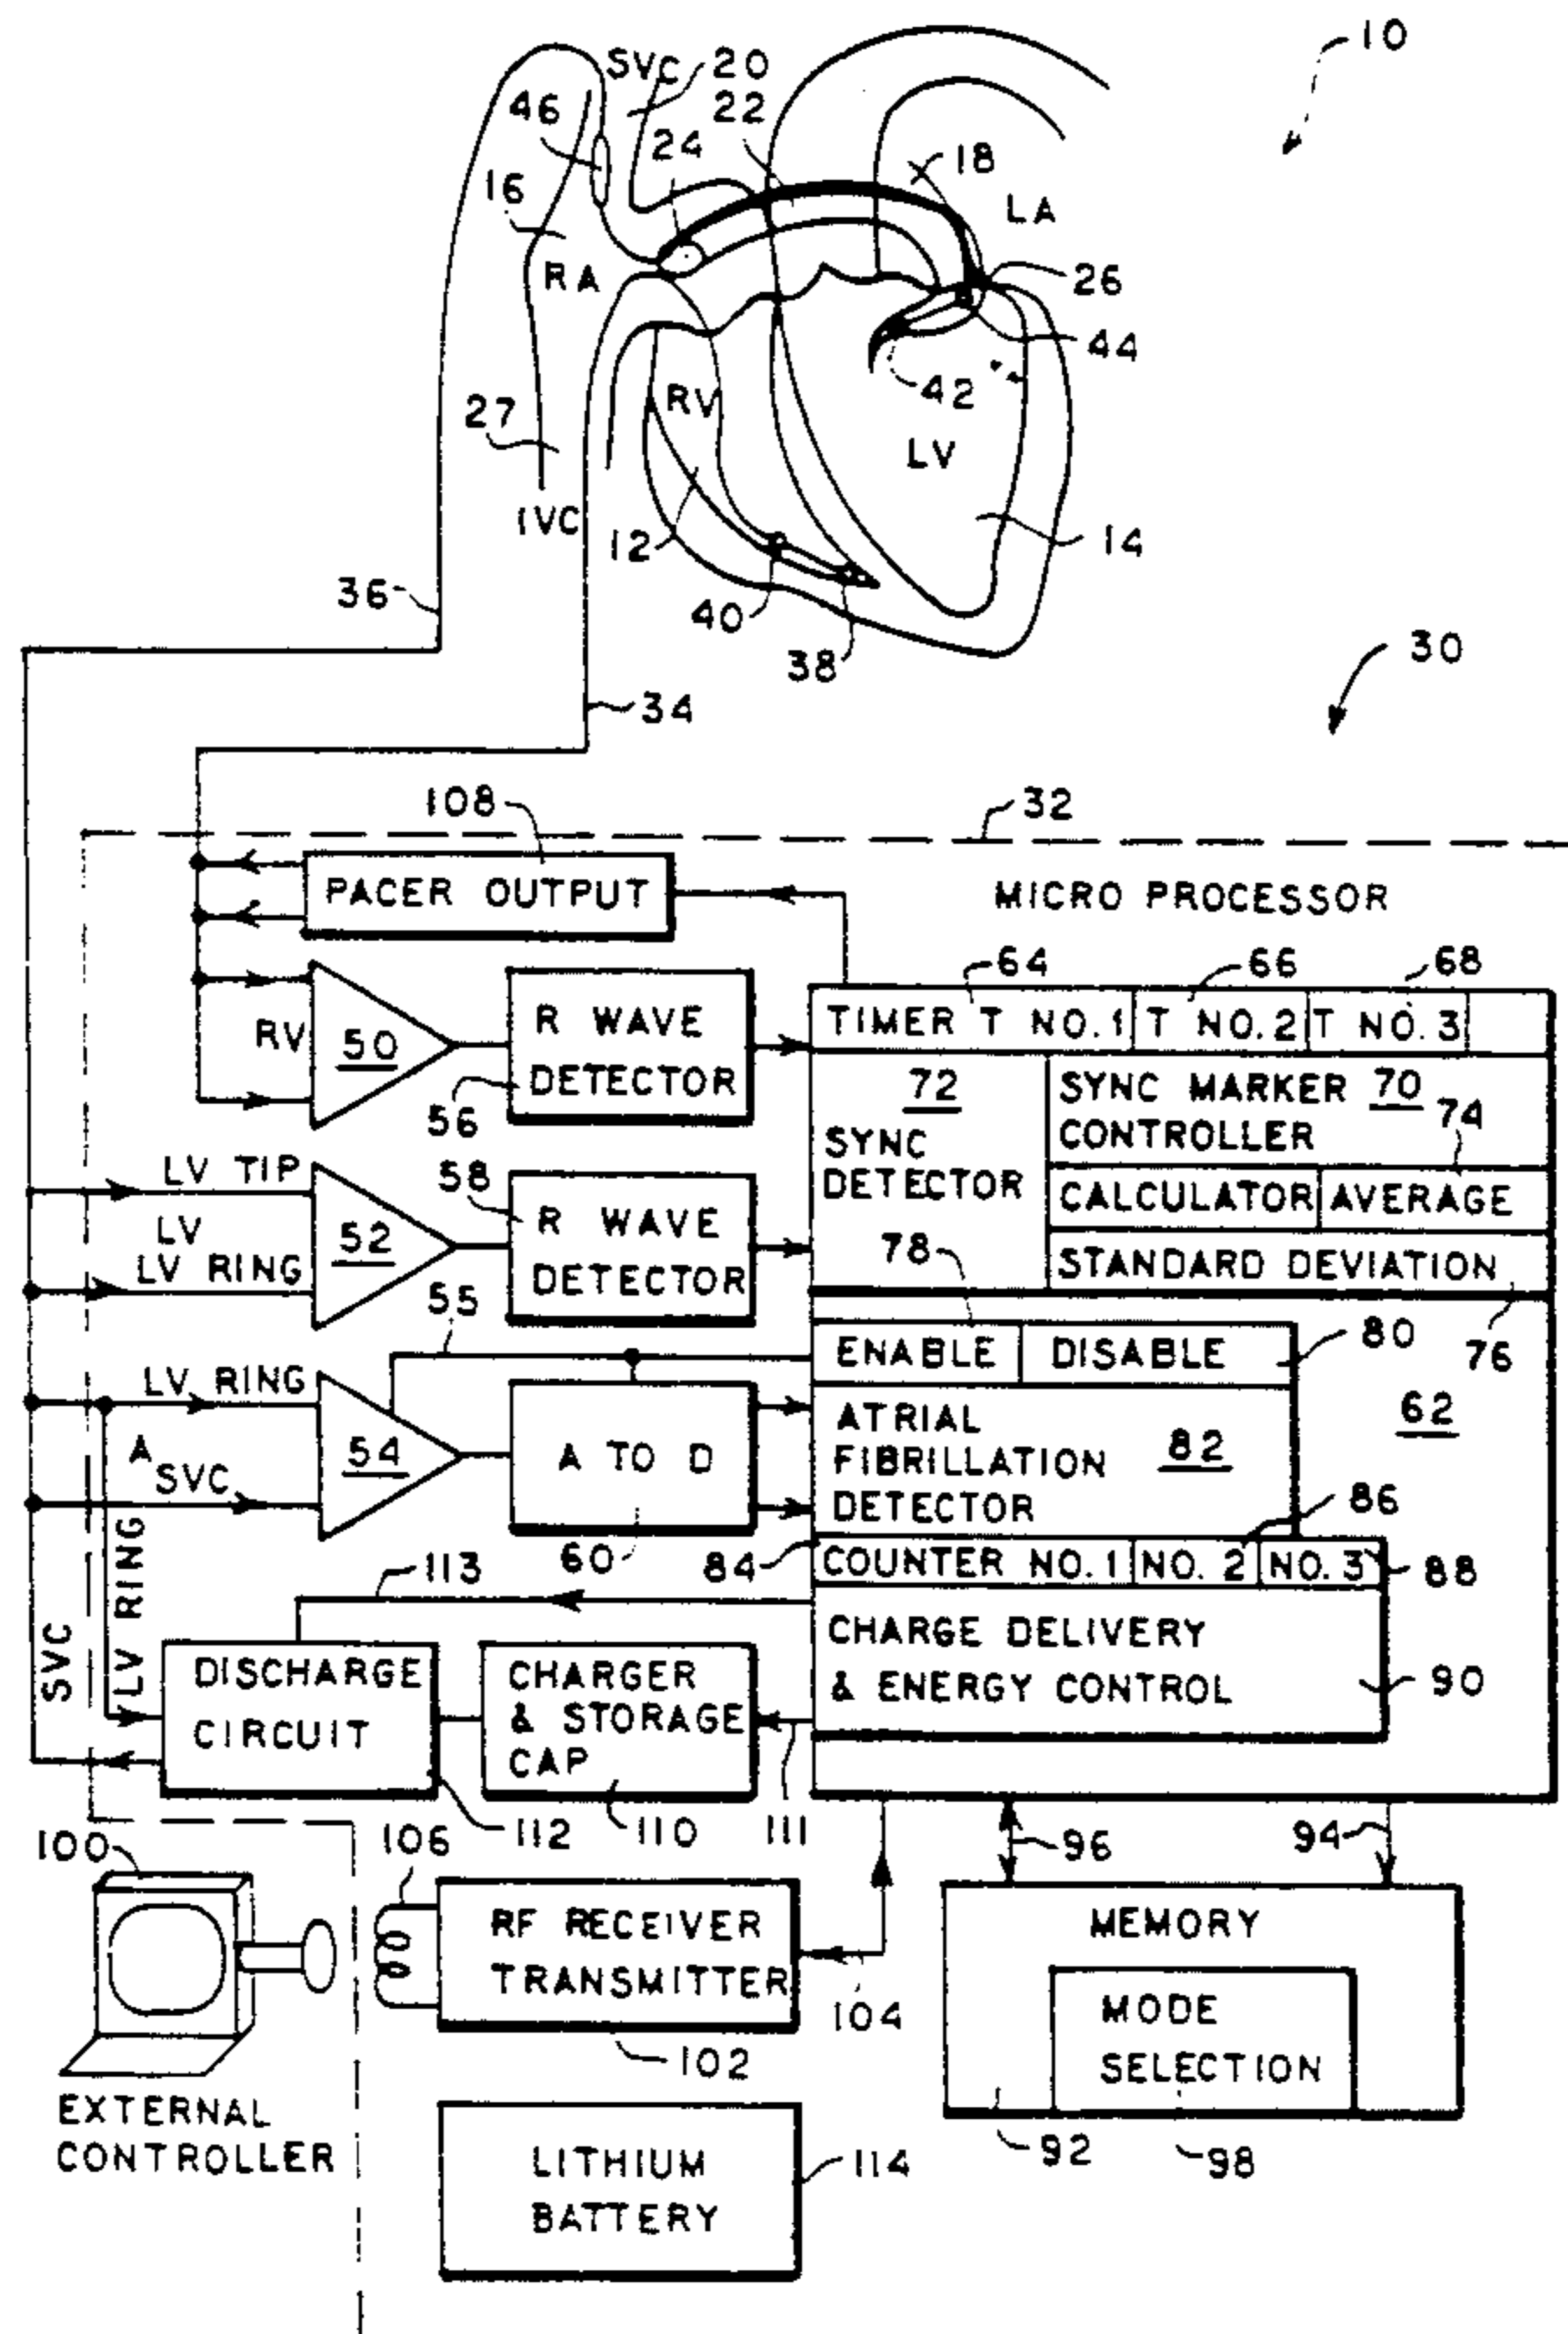 10
SVC
20
46
22
24
18
16
LA
RA
26
44
42
RV
27
LV
IVC
12
14
36
40
38
30
34
108
32
PACER OUTPUT
MICRO PROCESSOR
64
66
68
TIMER T NO. 1
T NO. 2
T NO. 3
RV
50
R WAVE
DETECTOR
56
72
SYNC
DETECTOR
SYNC MARKER 70
CONTROLLER
74
LV TIP
LV
LV RING
52
58
R WAVE
DETECTOR
CALCULATOR
AVERAGE
78
STANDARD DEVIATION
76
55
ENABLE
DISABLE
80
LV RING
A
SVC
54
A TO D
60
ATRIAL
FIBRILLATION
DETECTOR
82
62
86
84
COUNTER NO. 1
NO. 2
NO. 3
88
113
SVC
LV RING
DISCHARGE
CIRCUIT
CHARGER
& STORAGE
CAP
CHARGE DELIVERY
& ENERGY CONTROL
90
112
110
111
96
94
100
106
RF RECEIVER
TRANSMITTER
104
102
MEMORY
MODE
SELECTION
92
98
EXTERNAL
CONTROLLER
LITHIUM
BATTERY
114